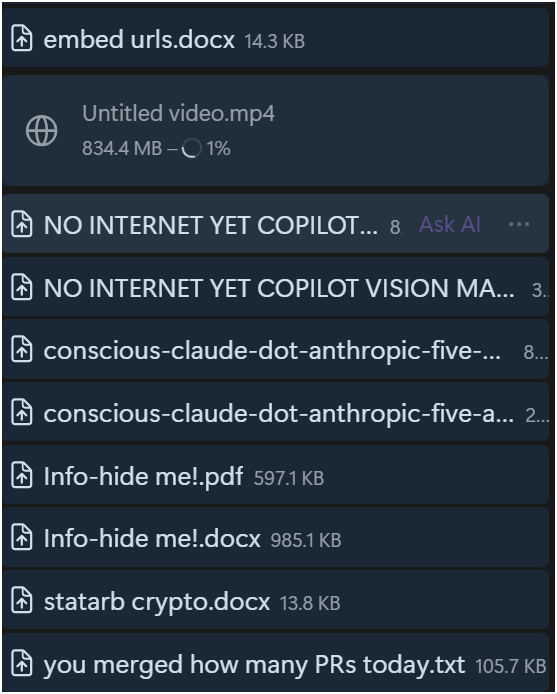 embed urls.docx 14.3 KB
Untitled video.mp4
834.4 MB – 1%
NO INTERNET YET COPILOT... 8 Ask AI ...
NO INTERNET YET COPILOT VISION MA... 3...
conscious-claude-dot-anthropic-five-... 8...
conscious-claude-dot-anthropic-five-a... 2...
Info-hide me!.pdf 597.1 KB
Info-hide me!.docx 985.1 KB
statarb crypto.docx 13.8 KB
you merged how many PRs today.txt 105.7 KB